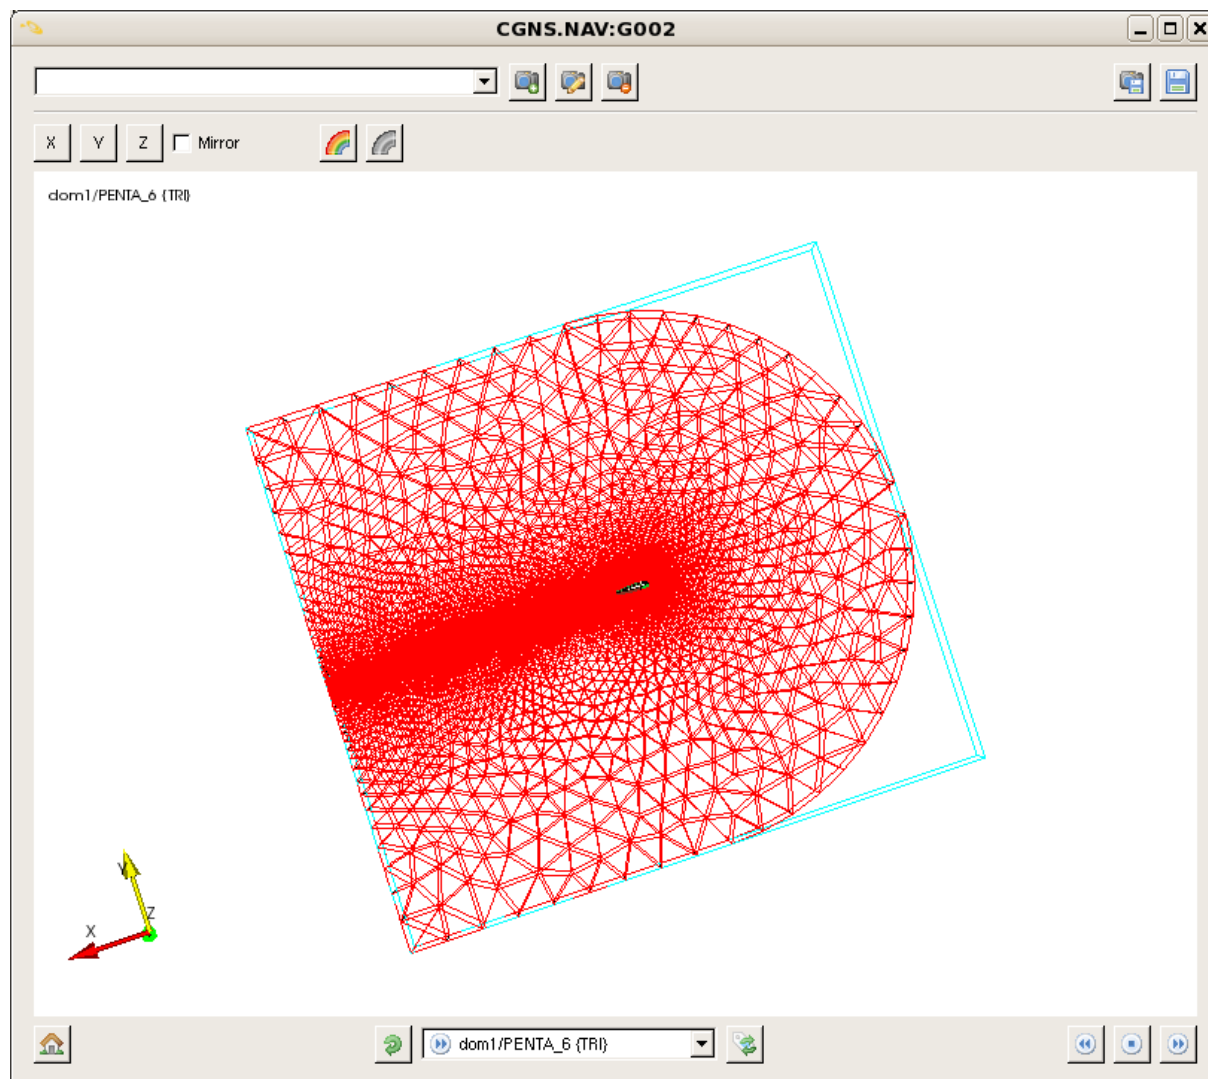 CGNS.NAV:G002
X Y Z Mirror
dom1/PENTA_6 {TRI}
Y
Z
X
dom1/PENTA_6 {TRI}